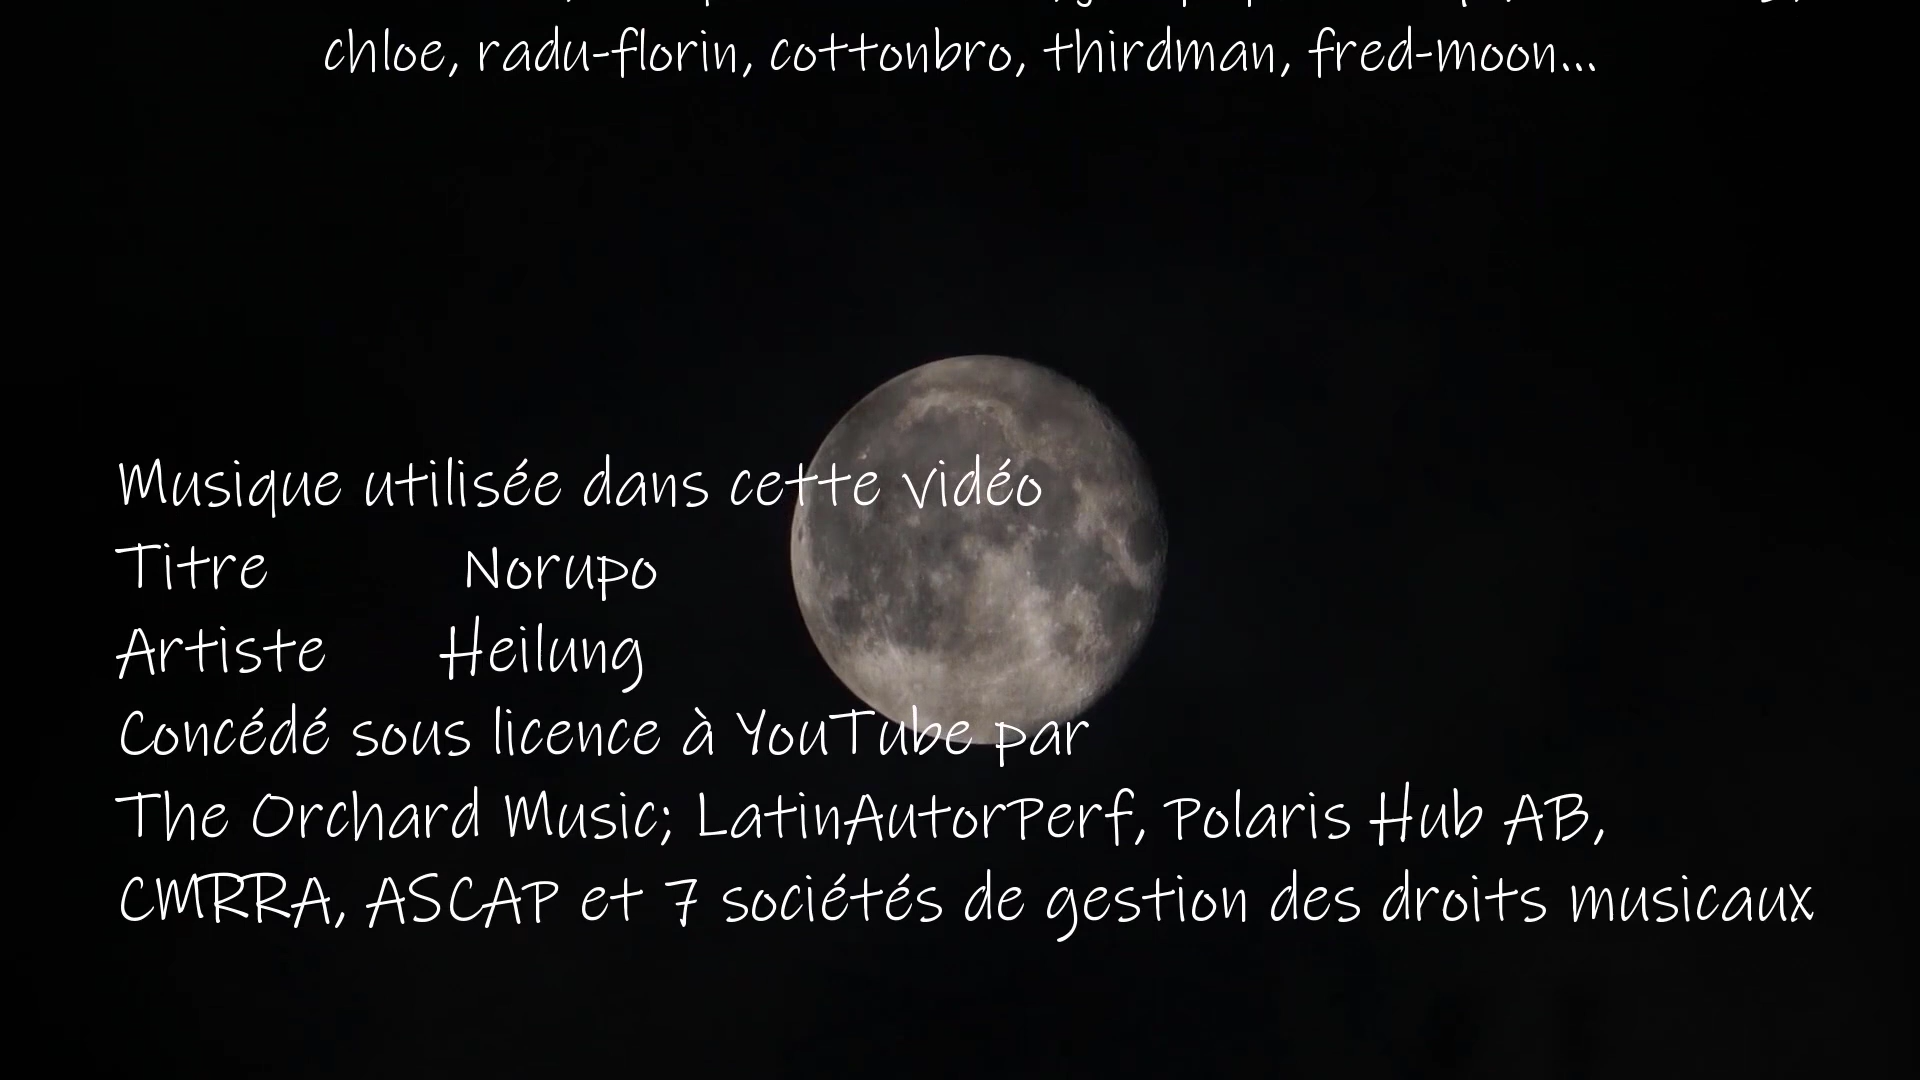 chloe, radu-florin, cottonbro, thirdman, fred-moon...
Musique utilisée dans cette vidéo
Titre Norupo
Artiste Heilung
Concédé sous licence à YouTube par
The Orchard Music; LatinAutorPerf, Polaris Hub AB,
CMRRA, ASCAP et 7 sociétés de gestion des droits musicaux